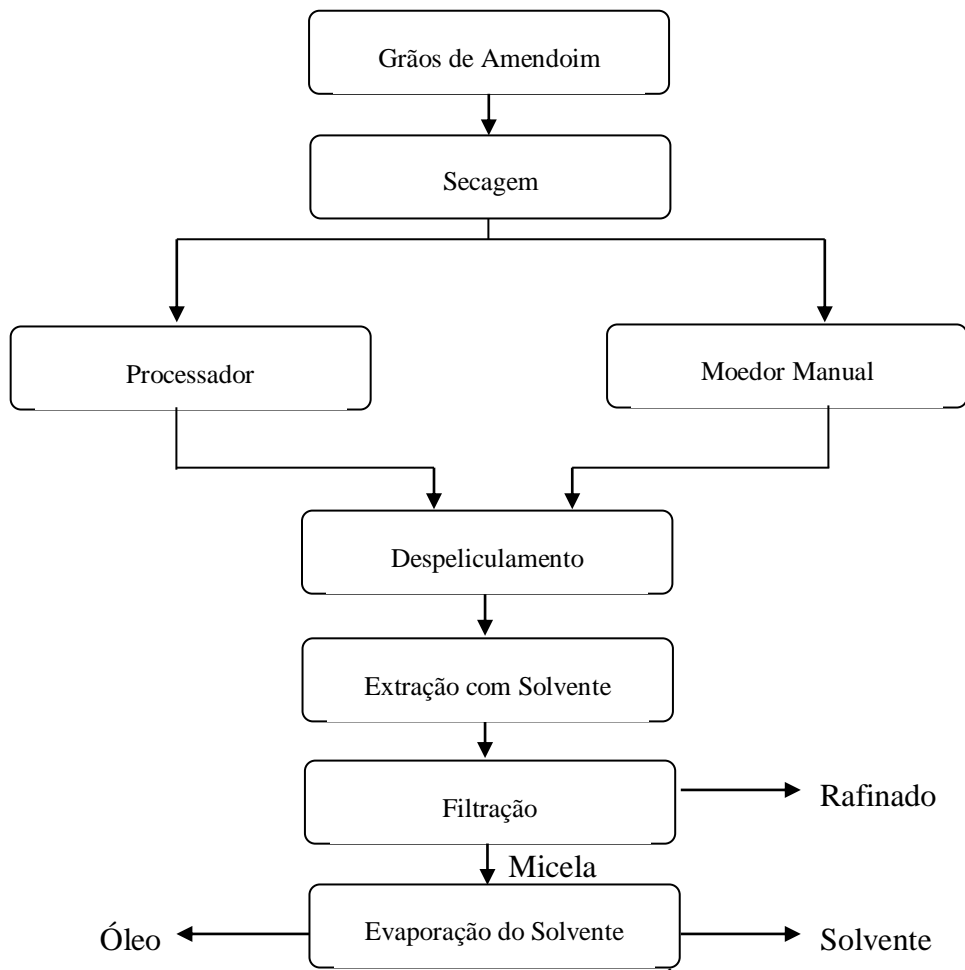 Grãos de Amendoim
Secagem
Processador
Moedor Manual
Despeliculamento
Extração com Solvente
Filtração
Rafinado
Micela
Óleo
Evaporação do Solvente
Solvente